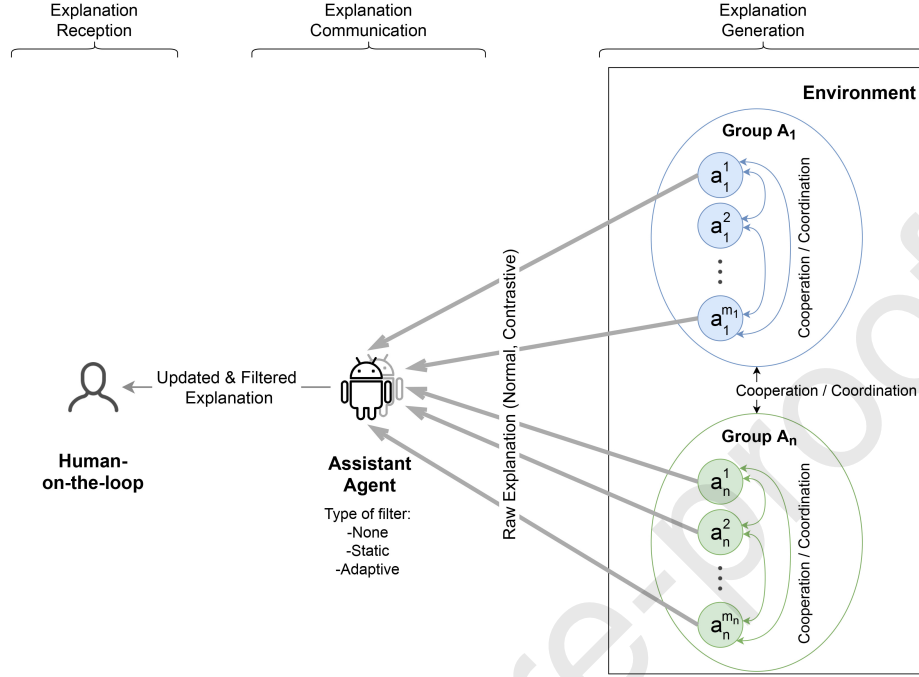 Explanation
Reception
Explanation
Communication
Explanation
Generation
Environment
Group A₁
a₁¹
a₁²
a₁ᵐ¹
Cooperation / Coordination
Cooperation / Coordination
Group Aₙ
aₙ¹
aₙ²
aₙᵐⁿ
Cooperation / Coordination
Raw Explanation (Normal, Contrastive)
Updated & Filtered
Explanation
Human-
on-the-loop
Assistant
Agent
Type of filter:
-None
-Static
-Adaptive